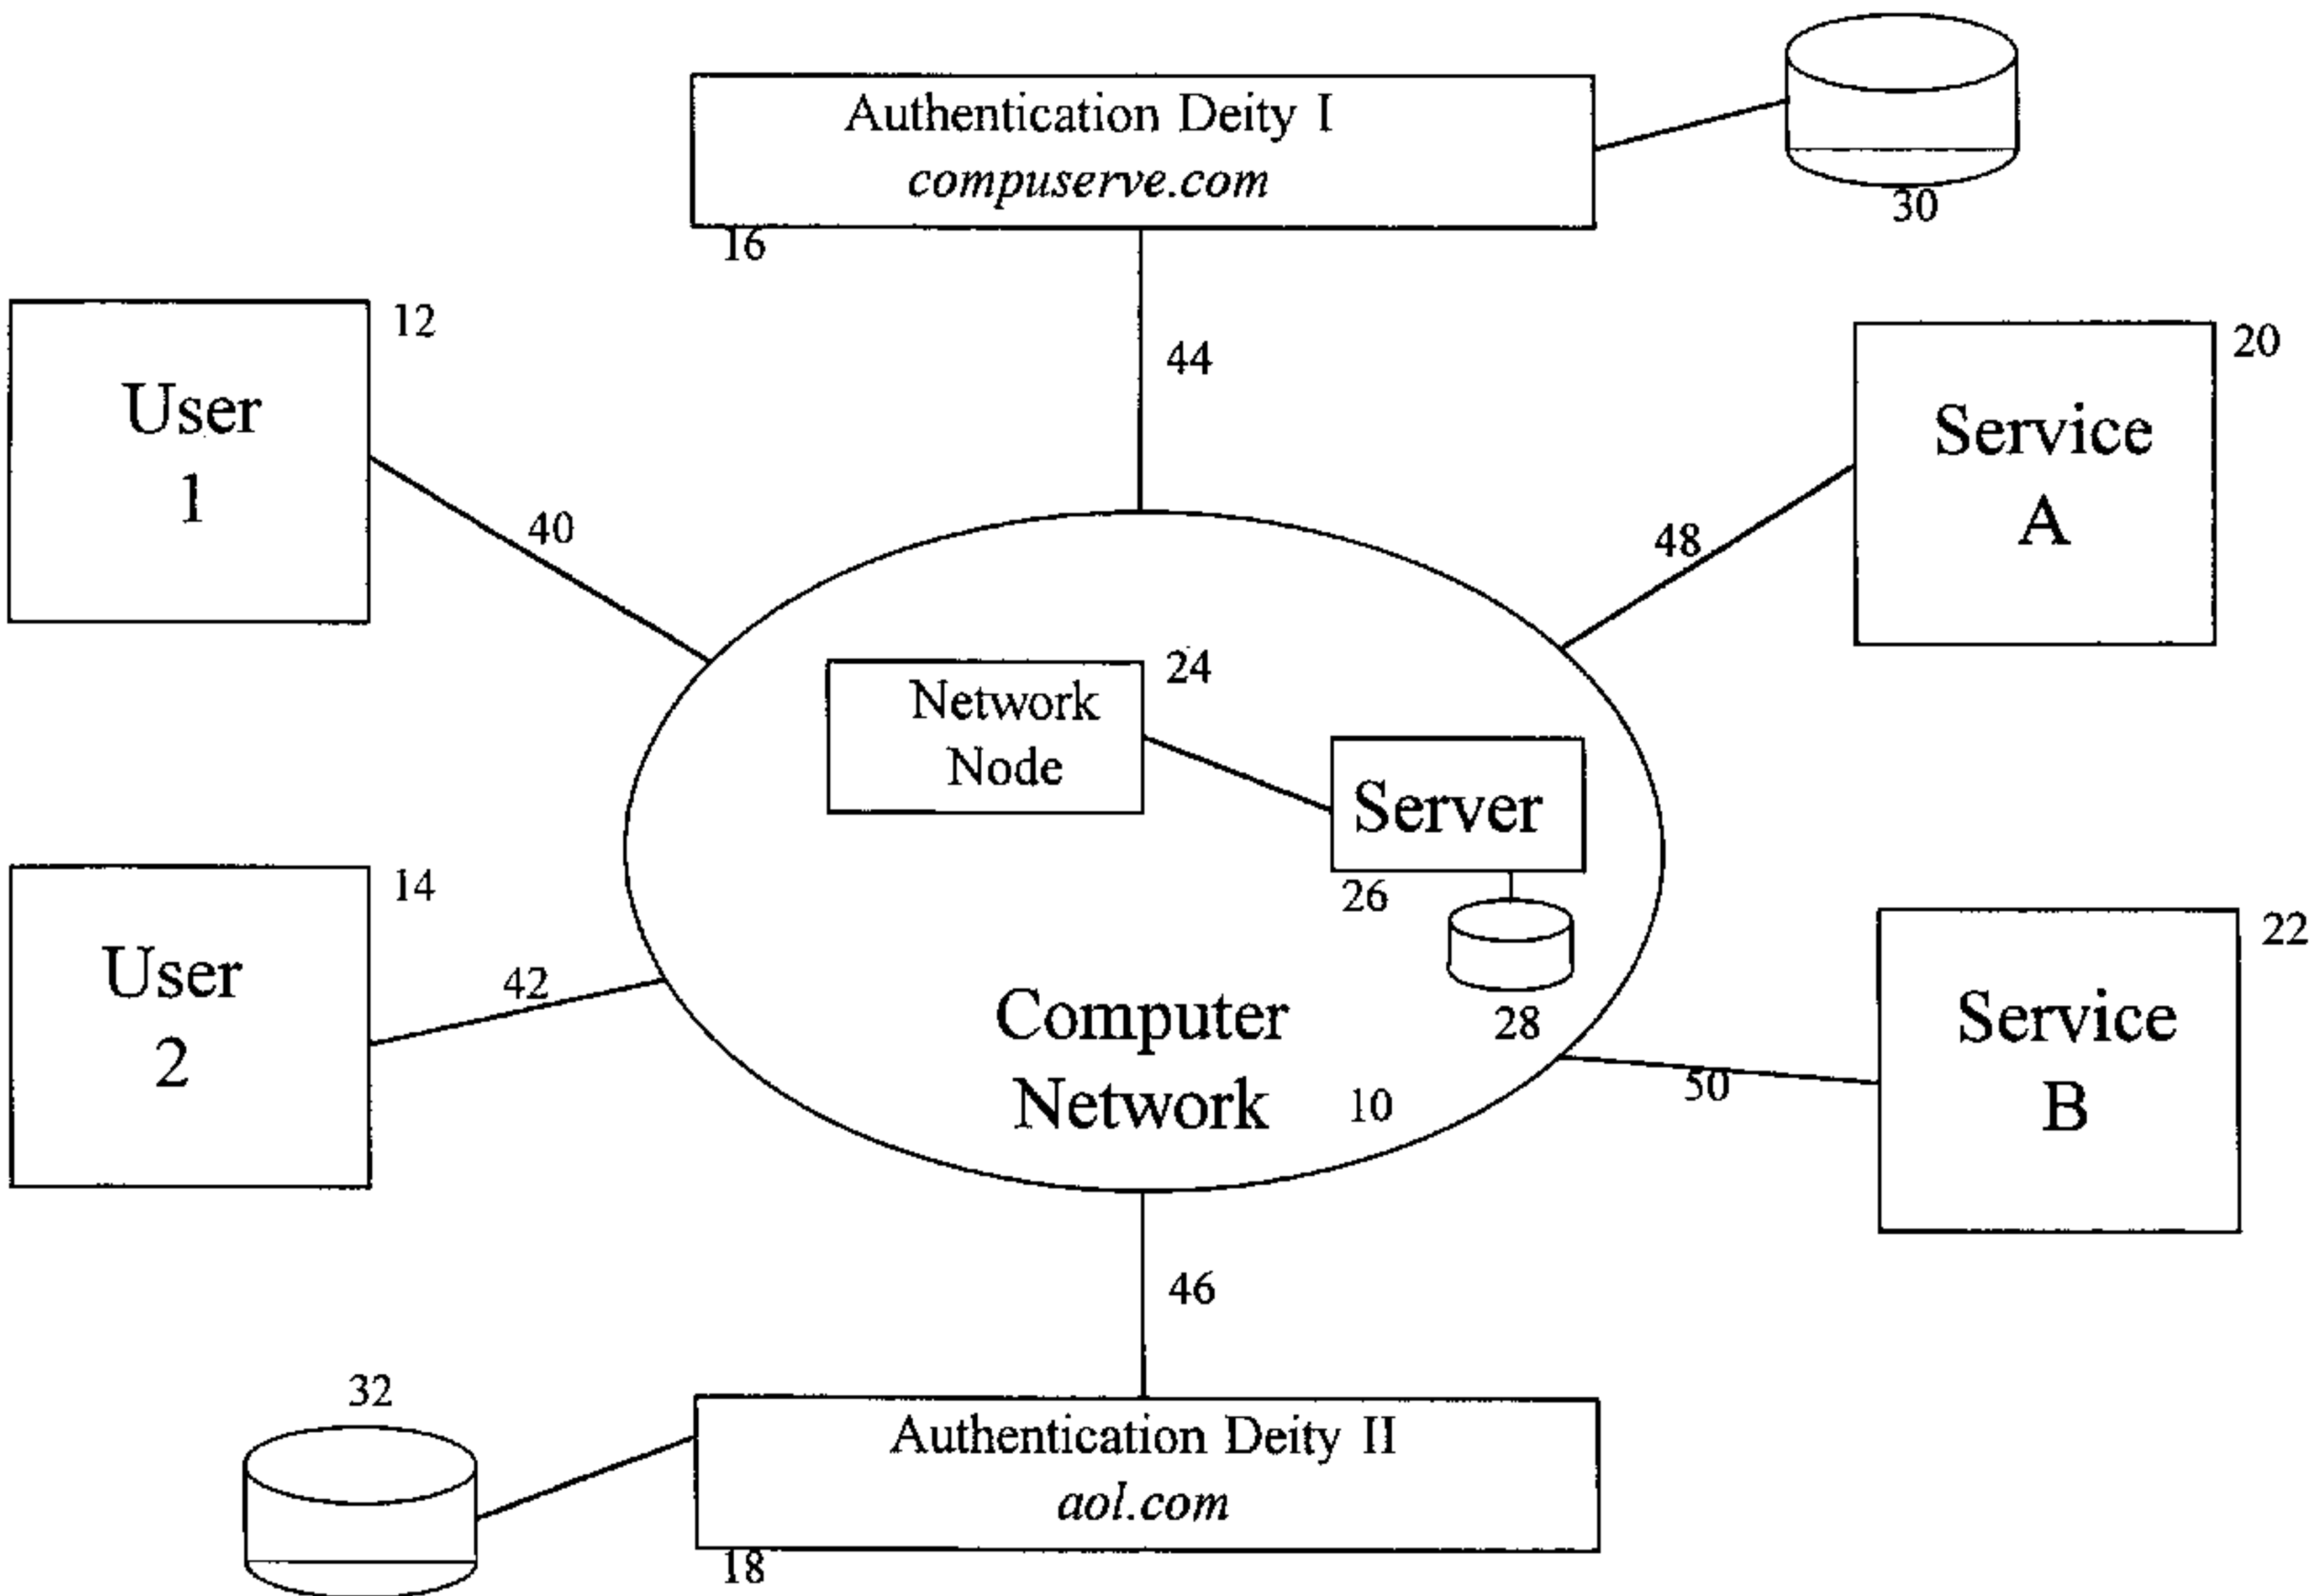 Authentication Deity I
compuserve.com
16
30
User
1
12
40
44
Service
A
20
48
Network
Node
24
Server
26
28
User
2
14
42
Computer
Network
10
Service
B
22
50
46
32
Authentication Deity II
aol.com
18